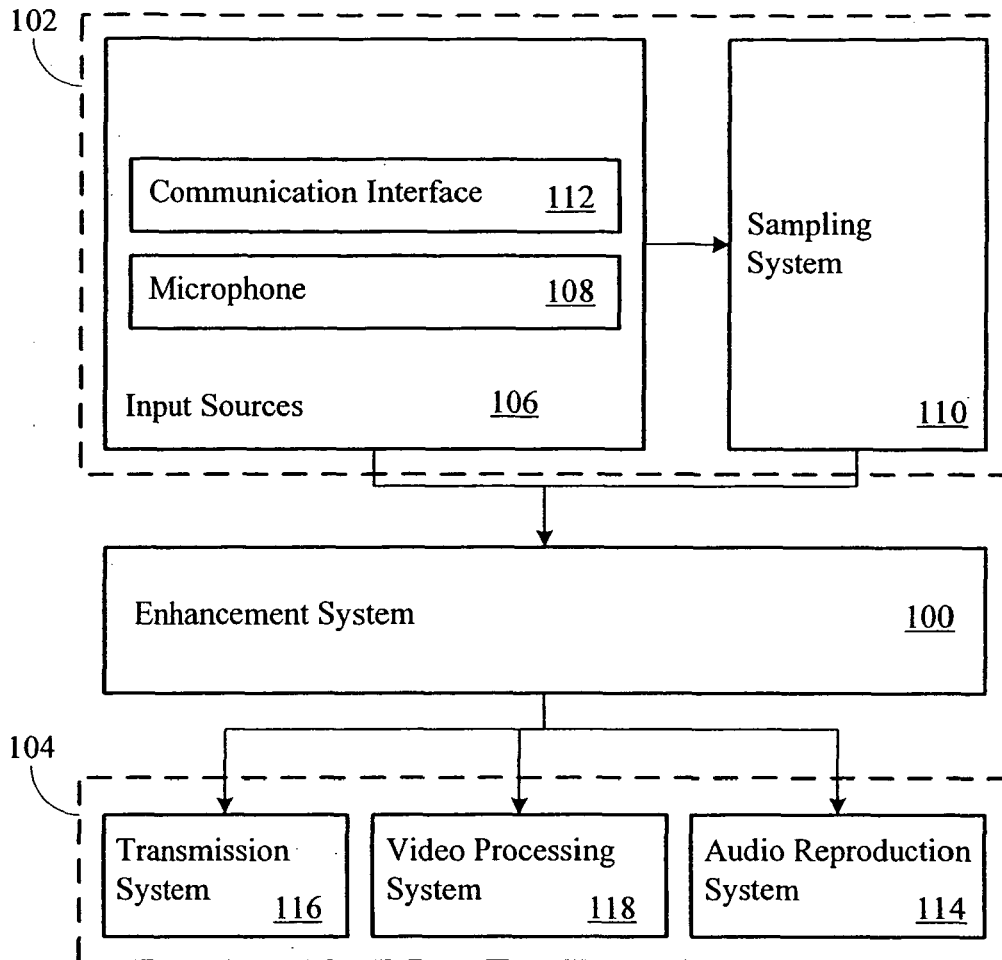 102
Communication Interface 112
Microphone 108
Input Sources 106
Sampling
System
110
Enhancement System 100
104
Transmission
System 116
Video Processing
System 118
Audio Reproduction
System 114